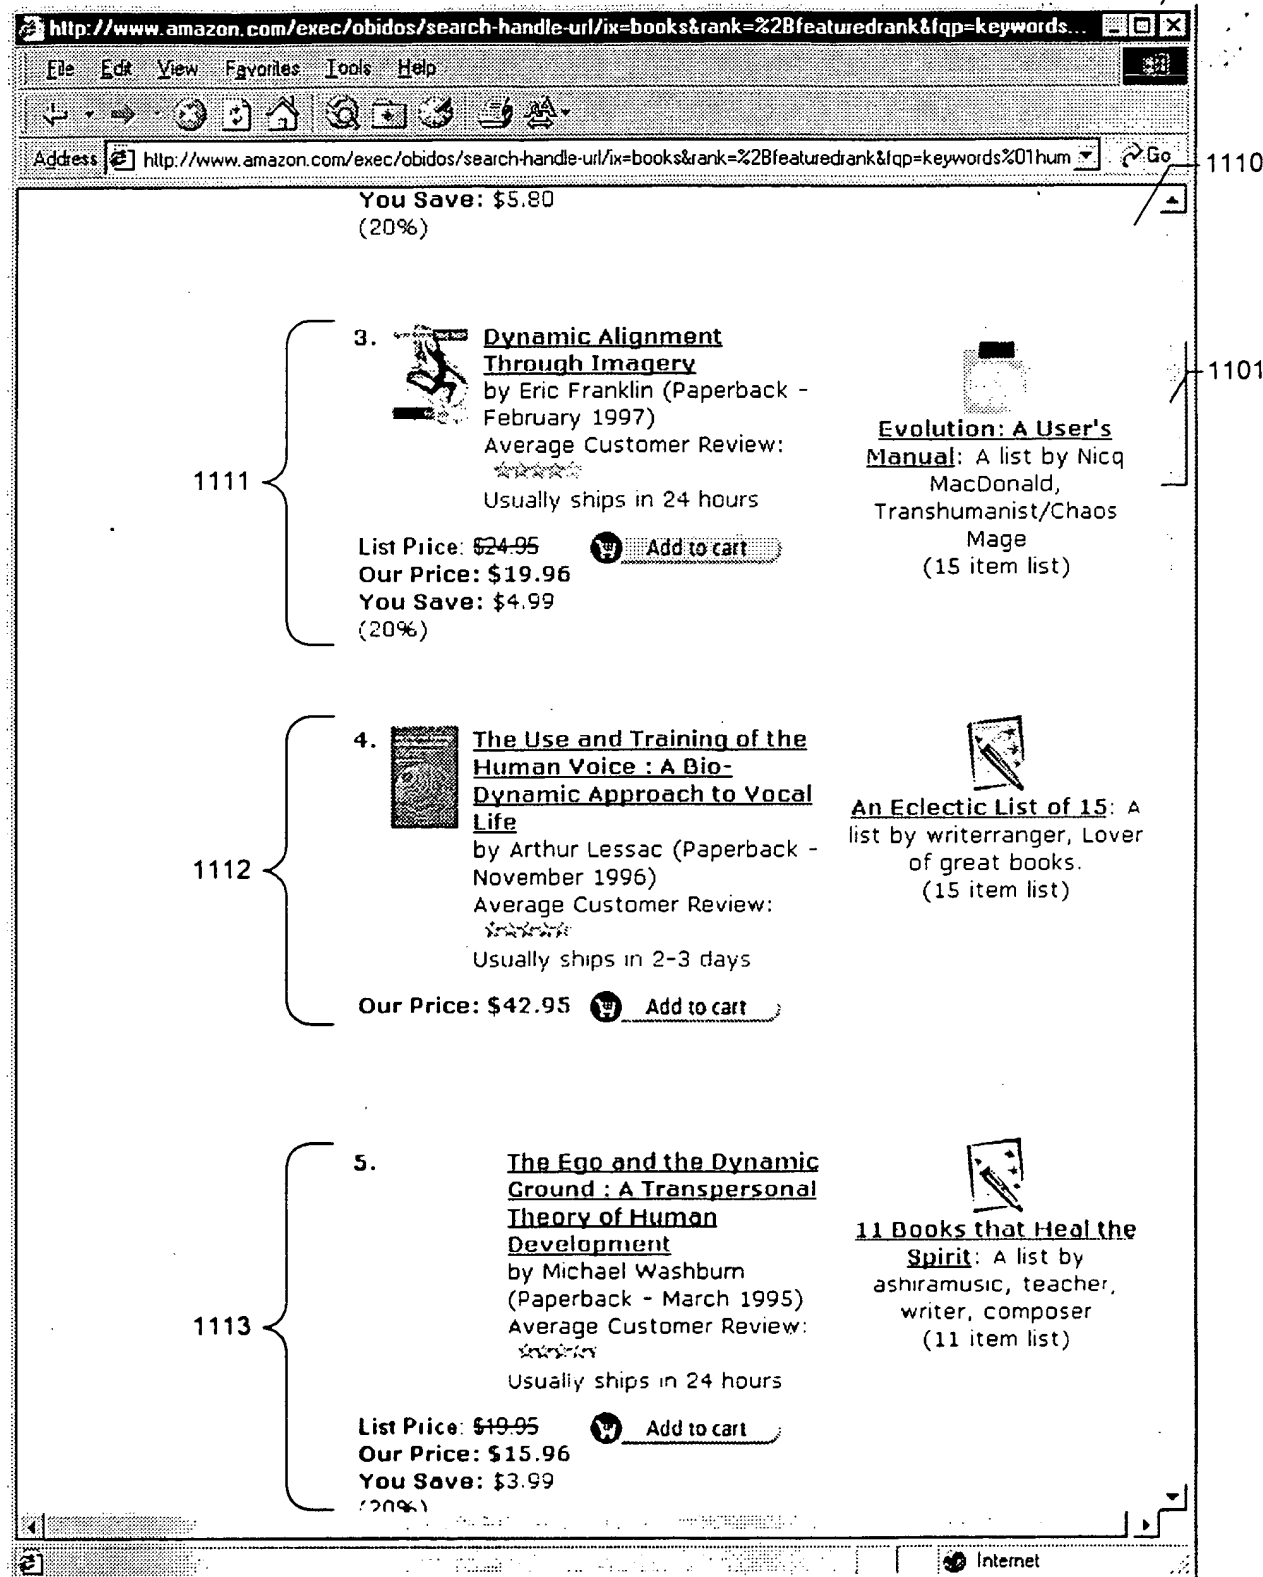 http://www.amazon.com/exec/obidos/search-handle-url/ix=books&rank=%2Bfeaturedrank&fqp=keywords...
File Edit View Favorites Tools Help
Address http://www.amazon.com/exec/obidos/search-handle-url/ix=books&rank=%2Bfeaturedrank&fqp=keywords%01hum Go
1110
You Save: $5.80
(20%)
1101
1111
3. Dynamic Alignment
Through Imagery
by Eric Franklin (Paperback -
February 1997)
Average Customer Review:
Usually ships in 24 hours
List Price: $24.95 Add to cart
Our Price: $19.96
You Save: $4.99
(20%)
Evolution: A User's
Manual: A list by Nicq
MacDonald,
Transhumanist/Chaos
Mage
(15 item list)
1112
4. The Use and Training of the
Human Voice : A Bio-
Dynamic Approach to Vocal
Life
by Arthur Lessac (Paperback -
November 1996)
Average Customer Review:
Usually ships in 2-3 days
Our Price: $42.95 Add to cart
An Eclectic List of 15: A
list by writerranger, Lover
of great books.
(15 item list)
1113
5. The Ego and the Dynamic
Ground : A Transpersonal
Theory of Human
Development
by Michael Washburn
(Paperback - March 1995)
Average Customer Review:
Usually ships in 24 hours
List Price: $19.95 Add to cart
Our Price: $15.96
You Save: $3.99
(20%)
11 Books that Heal the
Spirit: A list by
ashiramusic, teacher,
writer, composer
(11 item list)
Internet